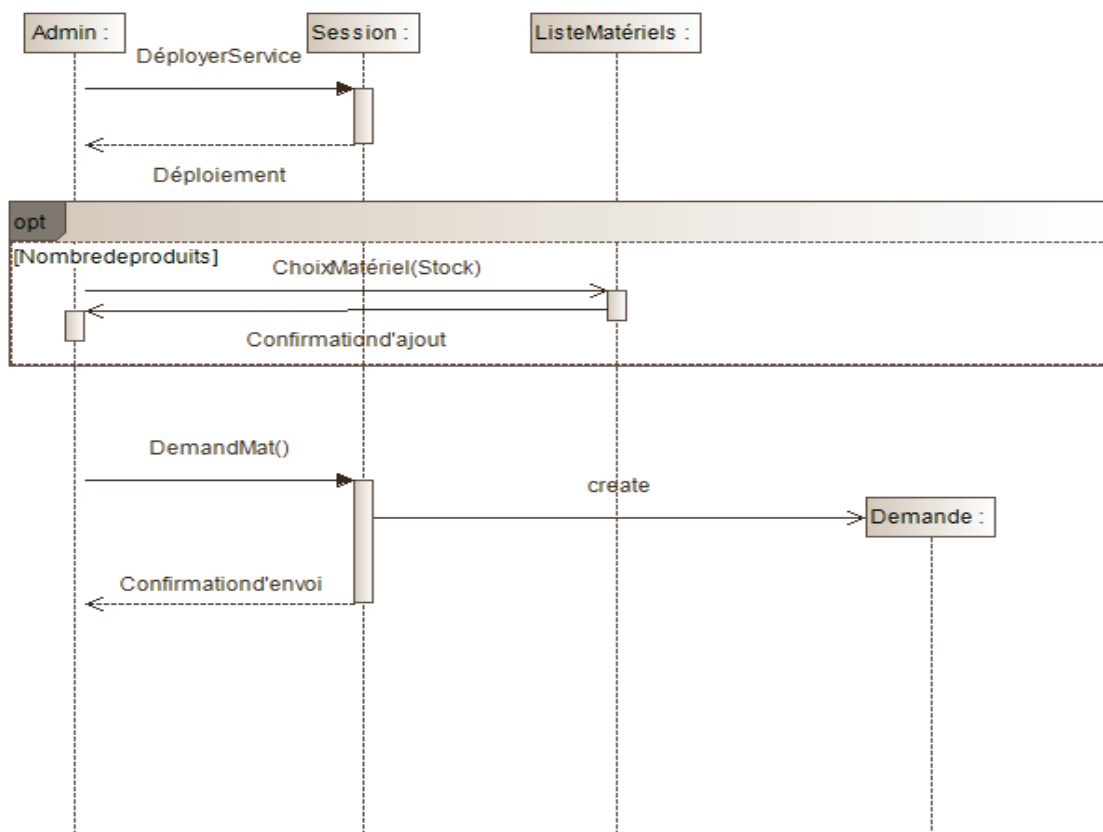 Admin :
Session :
ListeMatériels :
DéployerService
Déploiement
opt
[Nombredeproduits]
ChoixMatériel(Stock)
Confirmationd'ajout
DemandMat()
create
Demande :
Confirmationd'envoi